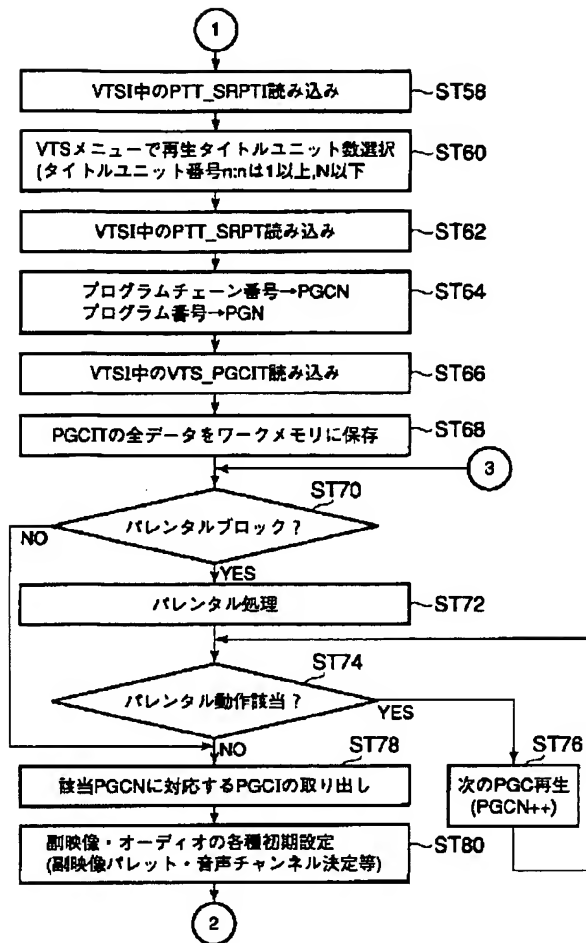 1
VTSI中のPTT_SRPTI読み込み
ST58
VTSメニューで再生タイトルユニット数選択
(タイトルユニット番号n:nは1以上,N以下
ST60
VTSI中のPTT_SRPT読み込み
ST62
プログラムチェーン番号→PGCN
プログラム番号→PGN
ST64
VTSI中のVTS_PGCIT読み込み
ST66
PGCITの全データをワークメモリに保存
ST68
3
ST70
パレンタルブロック?
NO
YES
パレンタル処理
ST72
ST74
パレンタル動作該当?
YES
NO
ST78
ST76
該当PGCNに対応するPGCIの取り出し
次のPGC再生
(PGCN++)
副映像・オーディオの各種初期設定
(副映像パレット・音声チャンネル決定等)
ST80
2